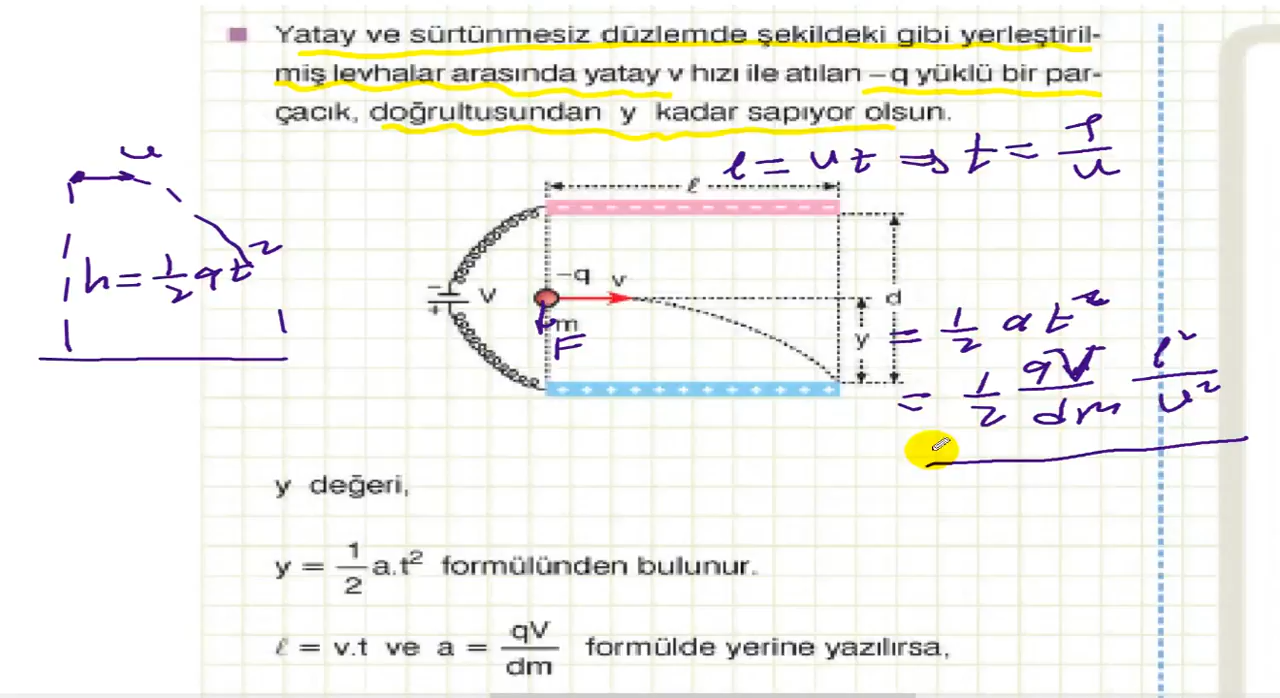 Yatay ve sürtünmesiz düzlemde şekildeki gibi yerleştiril-
miş levhalar arasında yatay v hızı ile atılan –q yüklü bir par-
çacık, doğrultusundan y kadar sapıyor olsun.
l = υt ⇒ t = l/υ
υ
h = 1/2 at²
ℓ
-q v
– V
+
m
F
d
y
= 1/2 at²
= 1/2 qV/dm l²/υ²
y değeri,
y = 1/2 a.t² formülünden bulunur.
ℓ = v.t ve a = qV/dm formülde yerine yazılırsa,